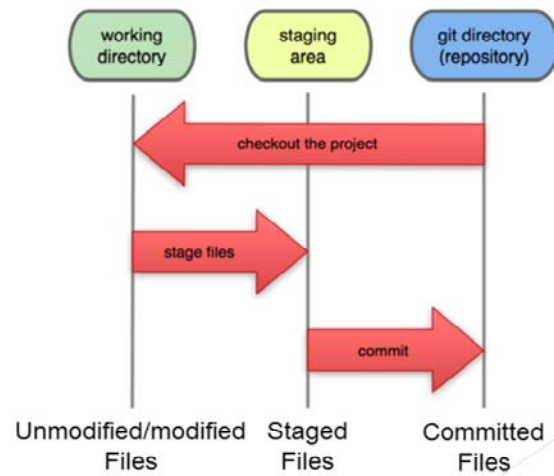 working
directory
staging
area
git directory
(repository)
checkout the project
stage files
commit
Unmodified/modified
Files
Staged
Files
Committed
Files